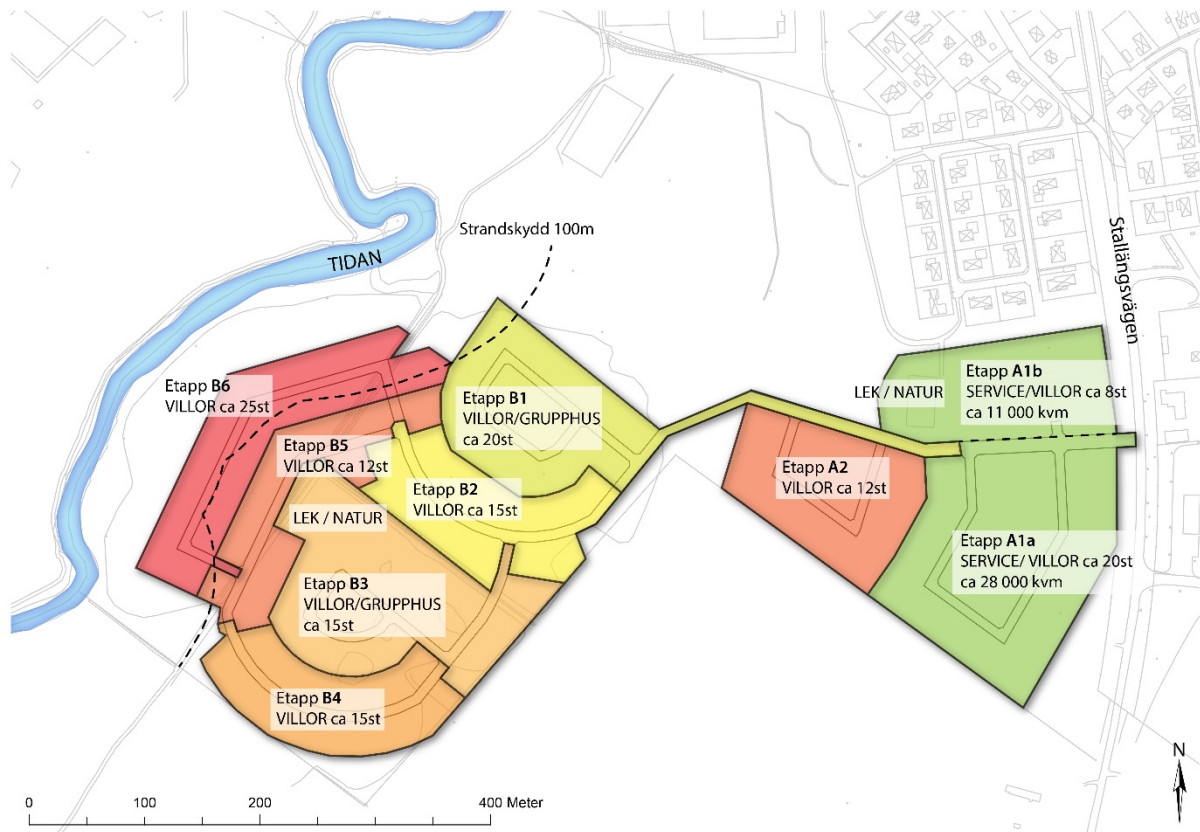 Strandskydd 100m
TIDAN
Stallängsvägen
Etapp B6
VILLOR ca 25st
Etapp B1
VILLOR/GRUPPHUS
ca 20st
LEK / NATUR
Etapp A1b
SERVICE/VILLOR ca 8st
ca 11 000 kvm
Etapp B5
VILLOR ca 12st
Etapp B2
VILLOR ca 15st
Etapp A2
VILLOR ca 12st
LEK / NATUR
Etapp A1a
SERVICE/ VILLOR ca 20st
ca 28 000 kvm
Etapp B3
VILLOR/GRUPPHUS
ca 15st
Etapp B4
VILLOR ca 15st
N
0 100 200 400 Meter